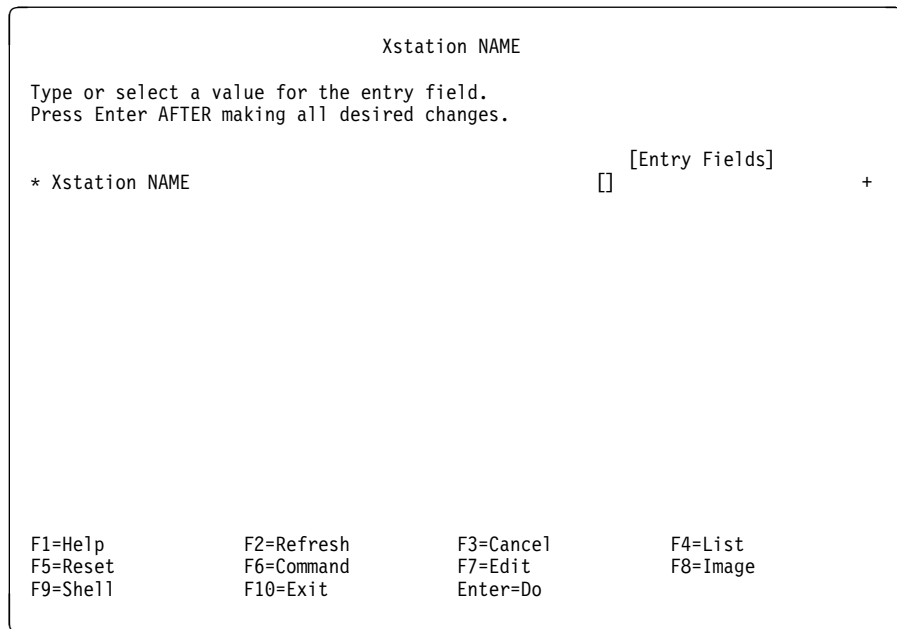 Xstation NAME
Type or select a value for the entry field.
Press Enter AFTER making all desired changes.
[Entry Fields]
* Xstation NAME [] +
F1=Help F2=Refresh F3=Cancel F4=List
F5=Reset F6=Command F7=Edit F8=Image
F9=Shell F10=Exit Enter=Do